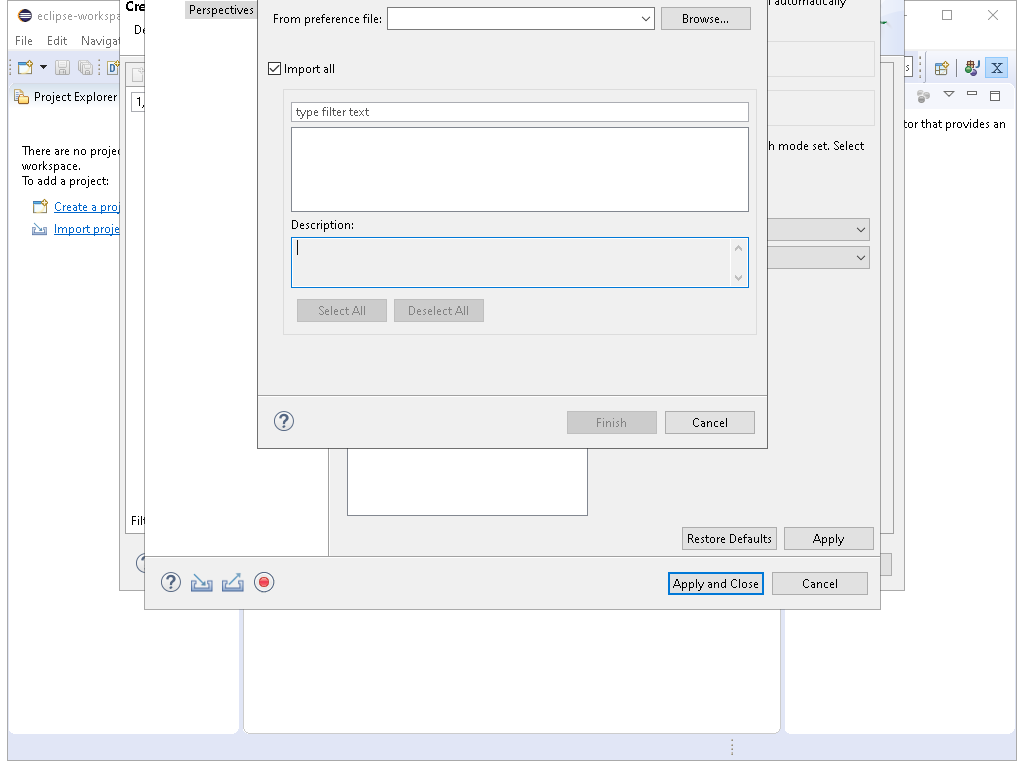 eclipse-workspa
File Edit Navigat
Project Explorer
There are no projec
workspace.
To add a project:
Create a proj
Import proje
Cre
De
1,
Filt
Perspectives
From preference file:
Browse...
Import all
type filter text
Description:
Select All
Deselect All
Finish
Cancel
automatically
h mode set. Select
tor that provides an
Restore Defaults
Apply
Apply and Close
Cancel